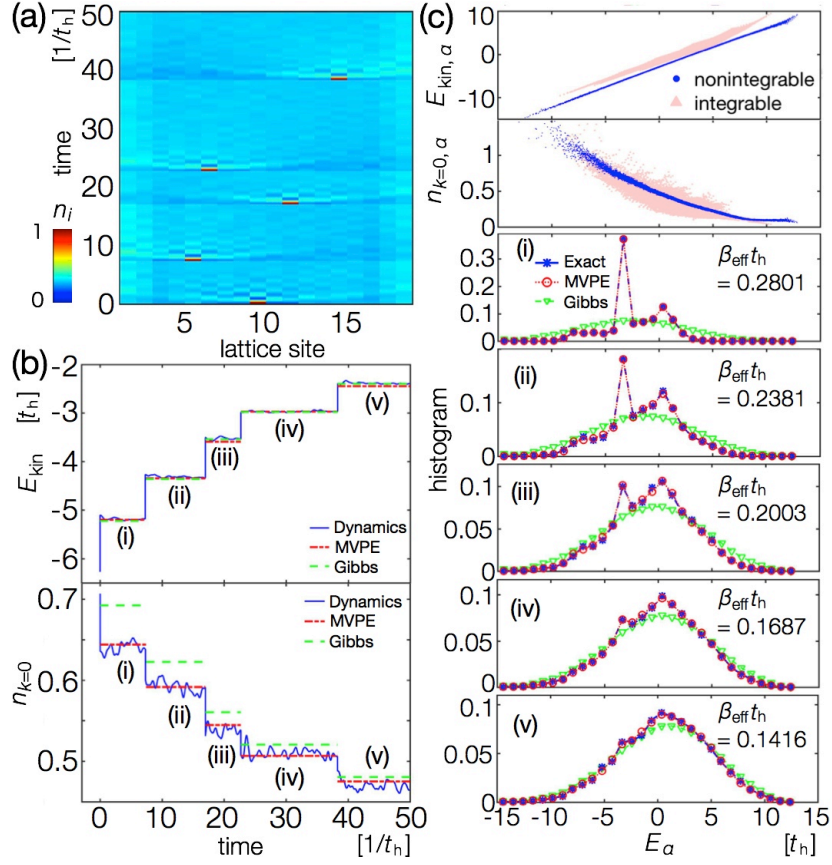 (a)
50
[1/t_h]
40
30
time
20
n_i
1
10
0
0
5
10
15
lattice site
(b)
-2
[t_h]
-3
E_kin
-4
-5
-6
(i)
(ii)
(iii)
(iv)
(v)
Dynamics
MVPE
Gibbs
0.7
n_k=0
0.6
0.5
(i)
(ii)
(iii)
(iv)
(v)
Dynamics
MVPE
Gibbs
0
10
20
30
40
50
time
[1/t_h]
(c)
10
0
-10
E_kin, α
nonintegrable
integrable
1
0.5
0
n_k=0, α
(i)
0.3
0.2
0.1
0
Exact
MVPE
Gibbs
β_eff t_h
= 0.2801
(ii)
0.1
0
β_eff t_h
= 0.2381
histogram
(iii)
0.1
0.05
0
β_eff t_h
= 0.2003
(iv)
0.1
0.05
0
β_eff t_h
= 0.1687
(v)
0.1
0.05
0
β_eff t_h
= 0.1416
-15
-10
-5
0
5
10
15
E_α
[t_h]